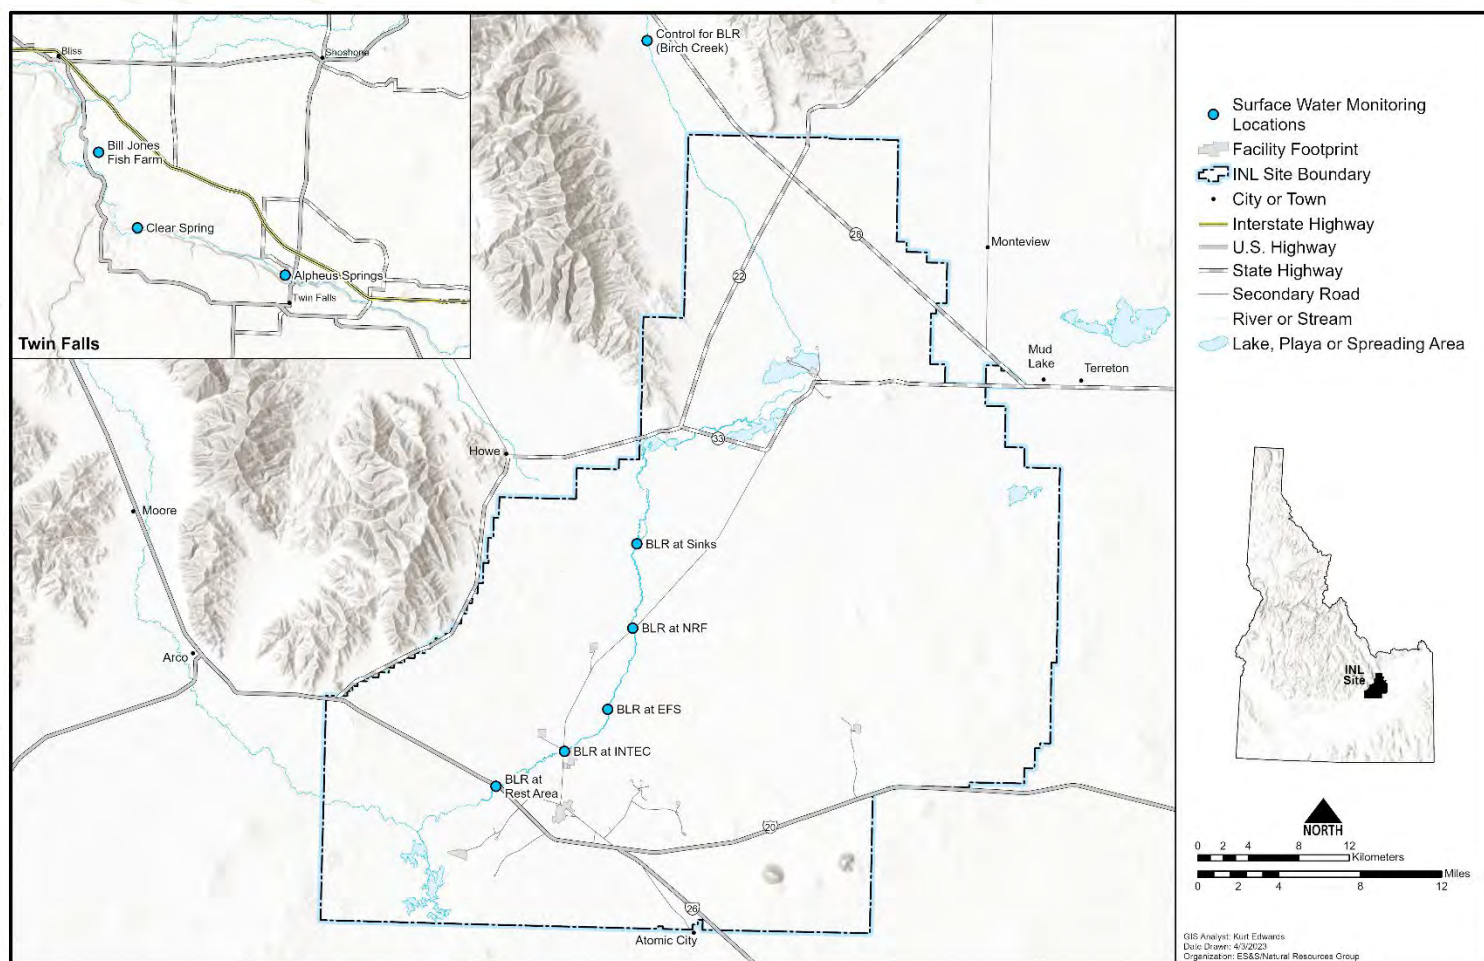 Bliss
Shoshone
Bill Jones
Fish Farm
Clear Spring
Alpheus Springs
Twin Falls
Twin Falls
Control for BLR
(Birch Creek)
28
Monteview
22
Mud
Lake
Terreton
33
Howe
Moore
BLR at Sinks
BLR at NRF
Arco
BLR at EFS
BLR at INTEC
BLR at
Rest Area
20
26
Atomic City
Surface Water Monitoring
Locations
Facility Footprint
INL Site Boundary
City or Town
Interstate Highway
U.S. Highway
State Highway
Secondary Road
River or Stream
Lake, Playa or Spreading Area
INL
Site
NORTH
0 2 4 8 12
Kilometers
Miles
0 2 4 8 12
GIS Analyst: Kurt Edwards
Date Drawn: 4/3/2023
Organization: ES&S/Natural Resources Group